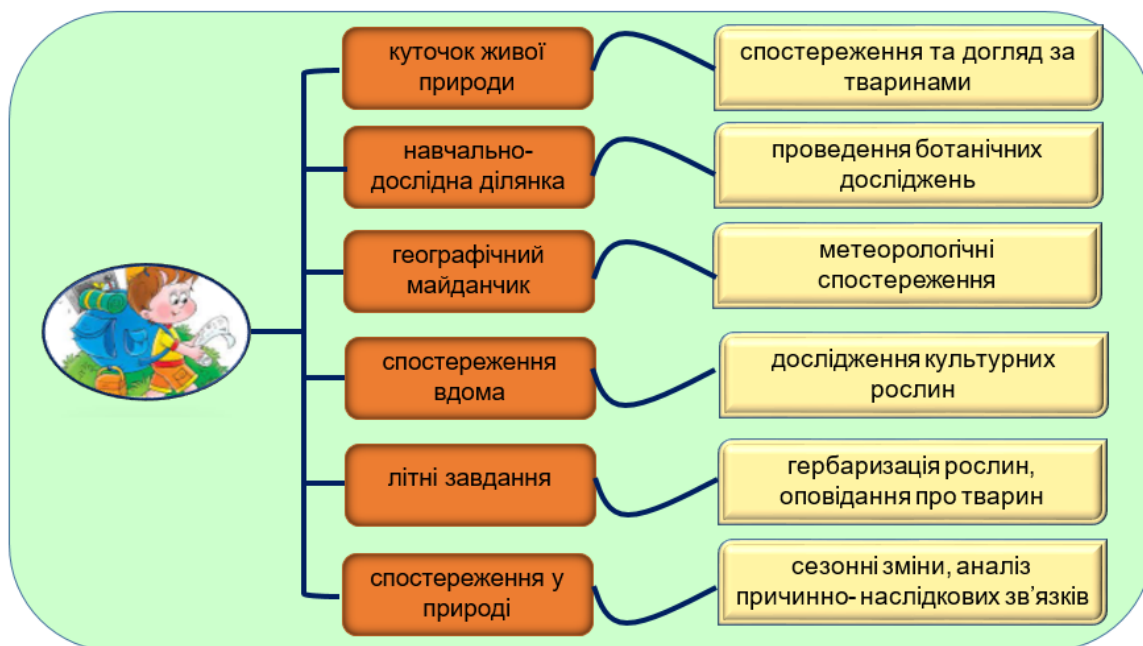 куточок живої
природи
спостереження та догляд за
тваринами
навчально-
дослідна ділянка
проведення ботанічних
досліджень
географічний
майданчик
метеорологічні
спостереження
спостереження
вдома
дослідження культурних
рослин
літні завдання
гербаризація рослин,
оповідання про тварин
спостереження у
природі
сезонні зміни, аналіз
причинно- наслідкових зв’язків